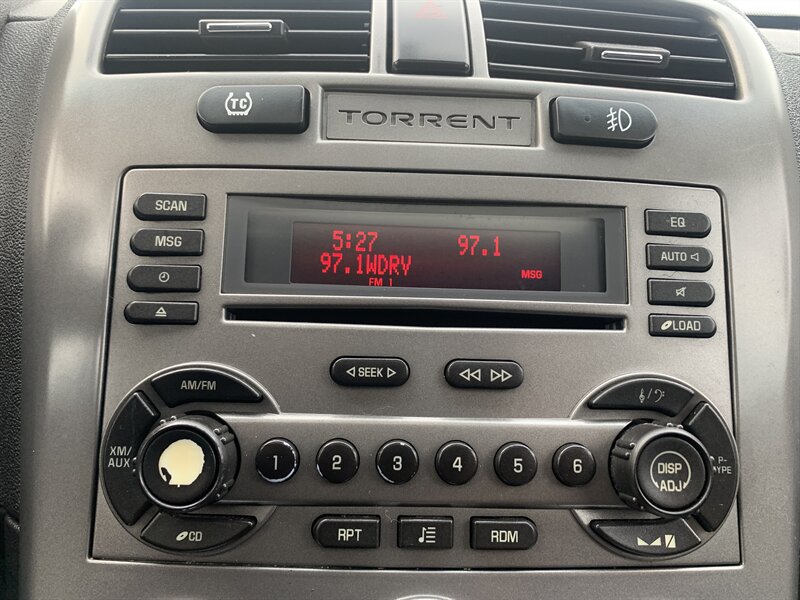 TC
TORRENT
SCAN
MSG
5:27 97.1
97.1WDRY
FM 1
MSG
EQ
AUTO
LOAD
SEEK
AM/FM
XM/
AUX
CD
1 2 3 4 5 6
DISP
ADJ
P-
TYPE
RPT
RDM